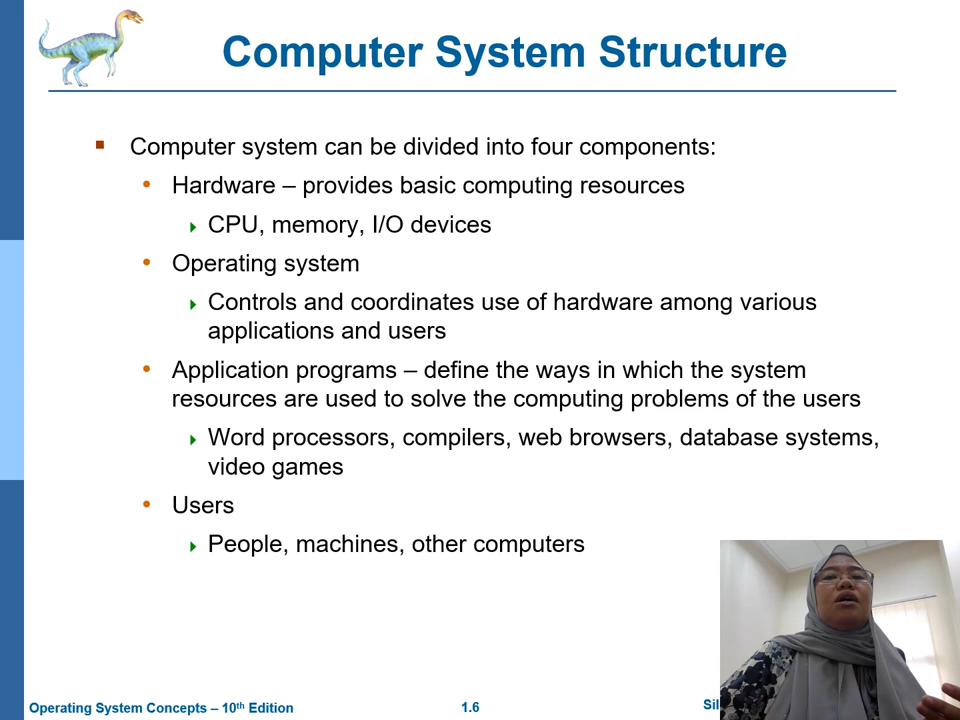 Computer System Structure
Computer system can be divided into four components:
Hardware – provides basic computing resources
CPU, memory, I/O devices
Operating system
Controls and coordinates use of hardware among various
applications and users
Application programs – define the ways in which the system
resources are used to solve the computing problems of the users
Word processors, compilers, web browsers, database systems,
video games
Users
People, machines, other computers
Operating System Concepts – 10th Edition
1.6